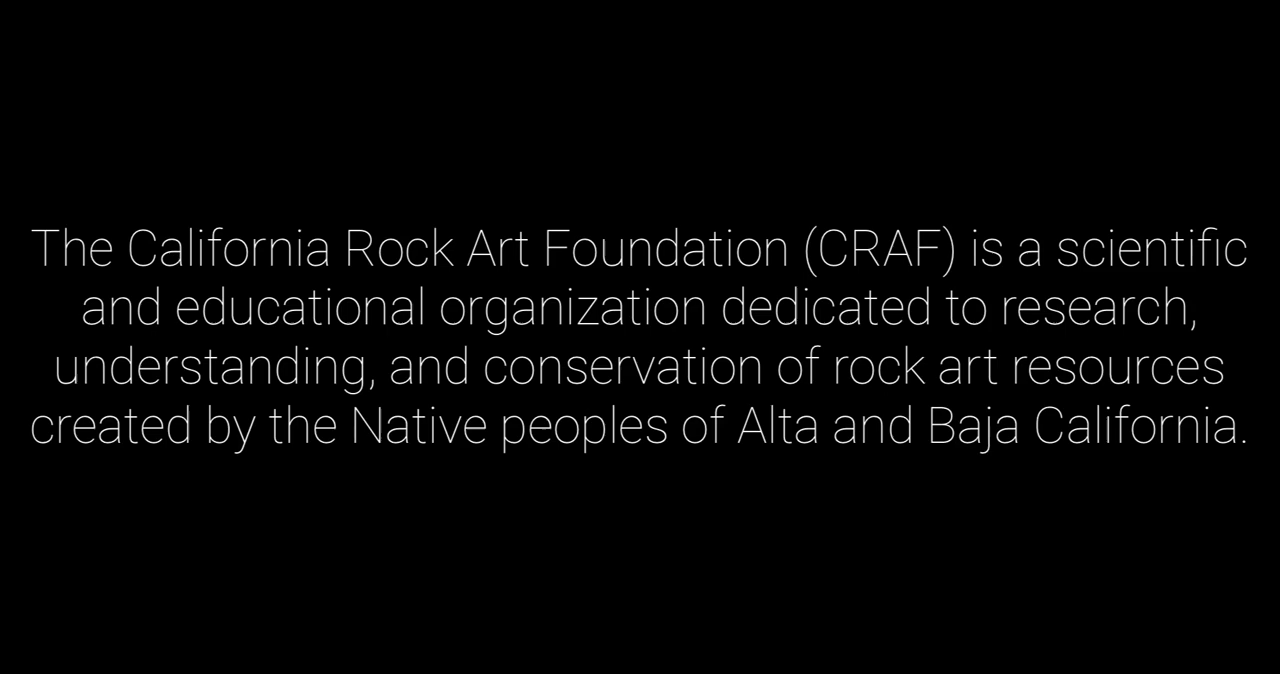 The California Rock Art Foundation (CRAF) is a scientific
and educational organization dedicated to research,
understanding, and conservation of rock art resources
created by the Native peoples of Alta and Baja California.